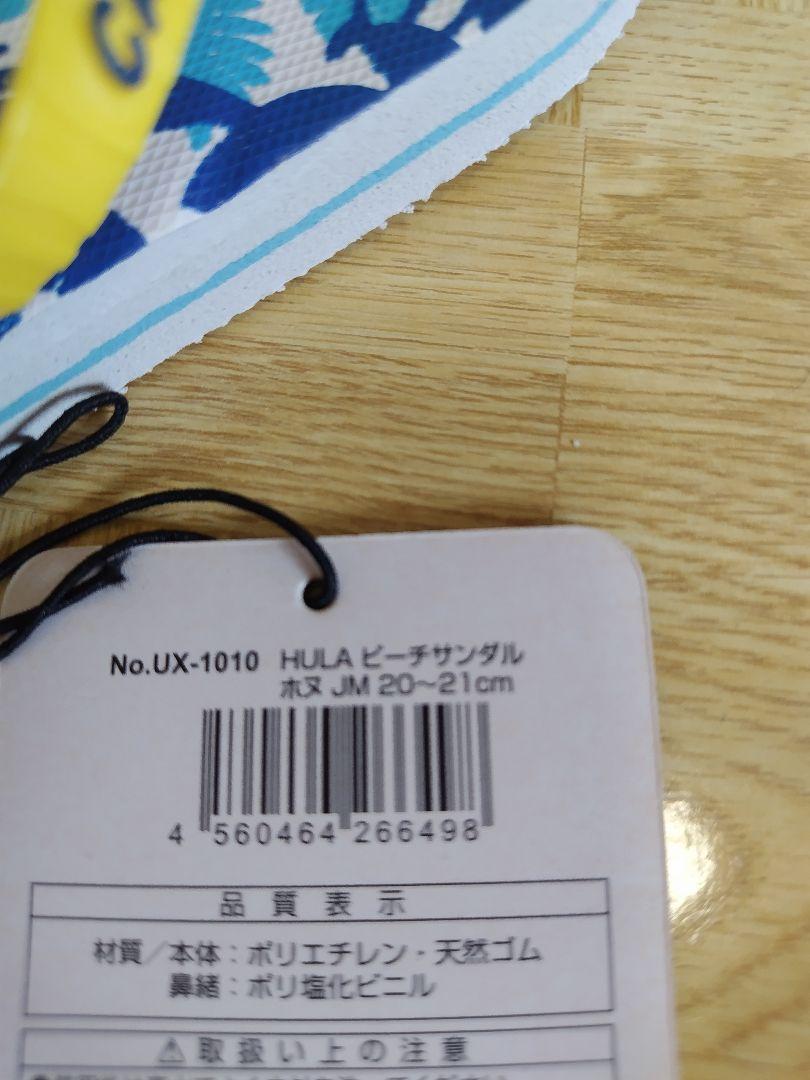 No.UX-1010 HULA ビーチサンダル
ホヌ JM 20〜21cm
4 560464 266498
品質表示
材質／本体：ポリエチレン・天然ゴム
鼻緒：ポリ塩化ビニル
⚠取扱い上の注意